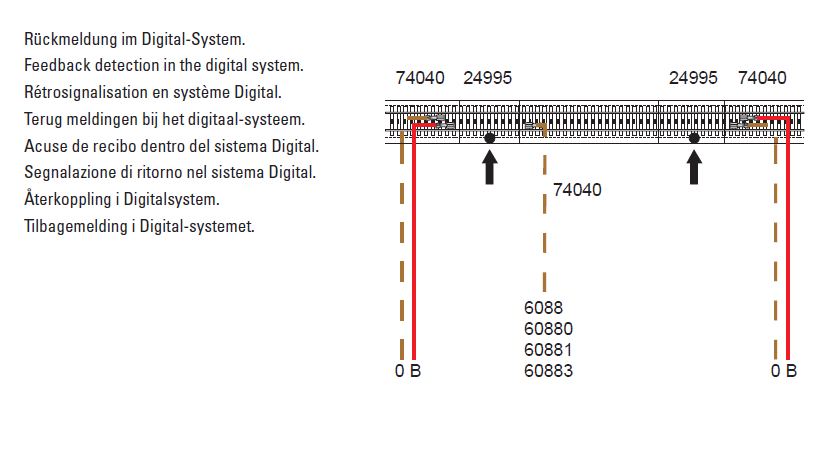 Rückmeldung im Digital-System.
Feedback detection in the digital system.
Rétrosignalisation en système Digital.
Terug meldingen bij het digitaal-systeem.
Acuse de recibo dentro del sistema Digital.
Segnalazione di ritorno nel sistema Digital.
Återkoppling i Digitalsystem.
Tilbagemelding i Digital-systemet.
74040 24995 24995 74040
74040
6088
60880
60881
60883
0 B 0 B